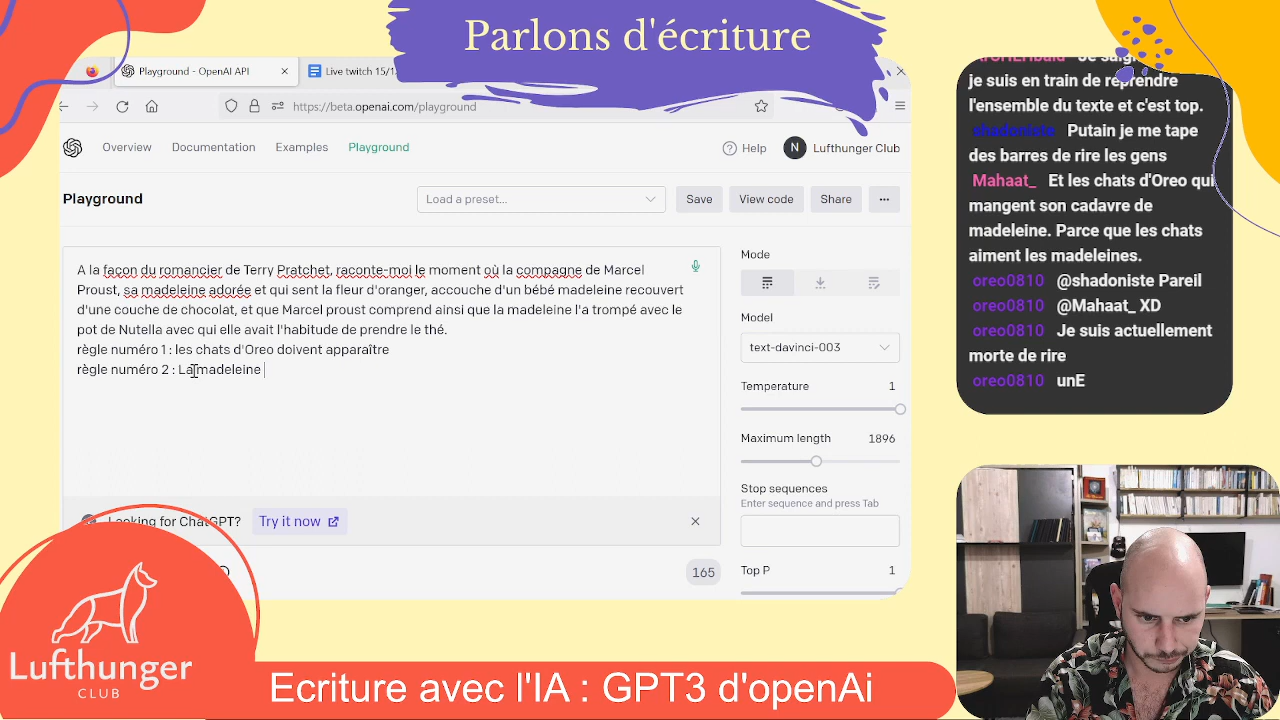 Parlons d'écriture
Playground - OpenAI API
Live twitch 15/1
https://beta.openai.com/playground
Overview
Documentation
Examples
Playground
Help
N
Lufthunger Club
Playground
Load a preset...
Save
View code
Share
...
A la façon du romancier de Terry Pratchet, raconte-moi le moment où la compagne de Marcel
Proust, sa madeleine adorée et qui sent la fleur d'oranger, accouche d'un bébé madeleine recouvert
d'une couche de chocolat, et que Marcel Proust comprend ainsi que la madeleine l'a trompé avec le
pot de Nutella avec qui elle avait l'habitude de prendre le thé.
règle numéro 1 : les chats d'Oreo doivent apparaître
règle numéro 2 : La madeleine
Looking for ChatGPT?
Try it now
165
Mode
Model
text-davinci-003
Temperature
1
Maximum length
1896
Stop sequences
Enter sequence and press Tab
Top P
1
je suis en train de reprendre
l'ensemble du texte et c'est top.
shadoniste Putain je me tape
des barres de rire les gens
Mahaat_ Et les chats d'Oreo qui
mangent son cadavre de
madeleine. Parce que les chats
aiment les madeleines.
oreo0810 @shadoniste Pareil
oreo0810 @Mahaat_ XD
oreo0810 Je suis actuellement
morte de rire
oreo0810 unE
Lufthunger
CLUB
Ecriture avec l'IA : GPT3 d'openAi